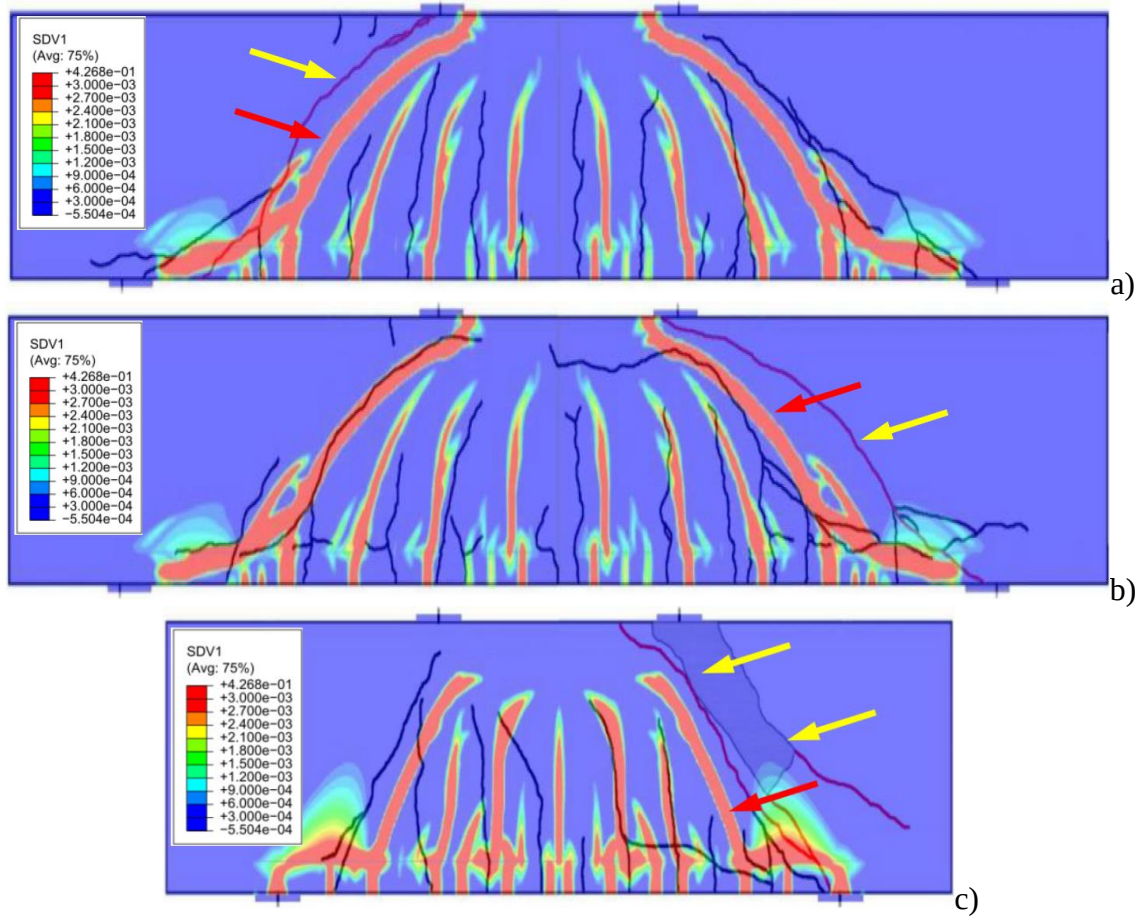 SDV1
(Avg: 75%)
+4.268e−01
+3.000e−03
+2.700e−03
+2.400e−03
+2.100e−03
+1.800e−03
+1.500e−03
+1.200e−03
+9.000e−04
+6.000e−04
+3.000e−04
−5.504e−04
a)
SDV1
(Avg: 75%)
+4.268e−01
+3.000e−03
+2.700e−03
+2.400e−03
+2.100e−03
+1.800e−03
+1.500e−03
+1.200e−03
+9.000e−04
+6.000e−04
+3.000e−04
−5.504e−04
b)
SDV1
(Avg: 75%)
+4.268e−01
+3.000e−03
+2.700e−03
+2.400e−03
+2.100e−03
+1.800e−03
+1.500e−03
+1.200e−03
+9.000e−04
+6.000e−04
+3.000e−04
−5.504e−04
c)